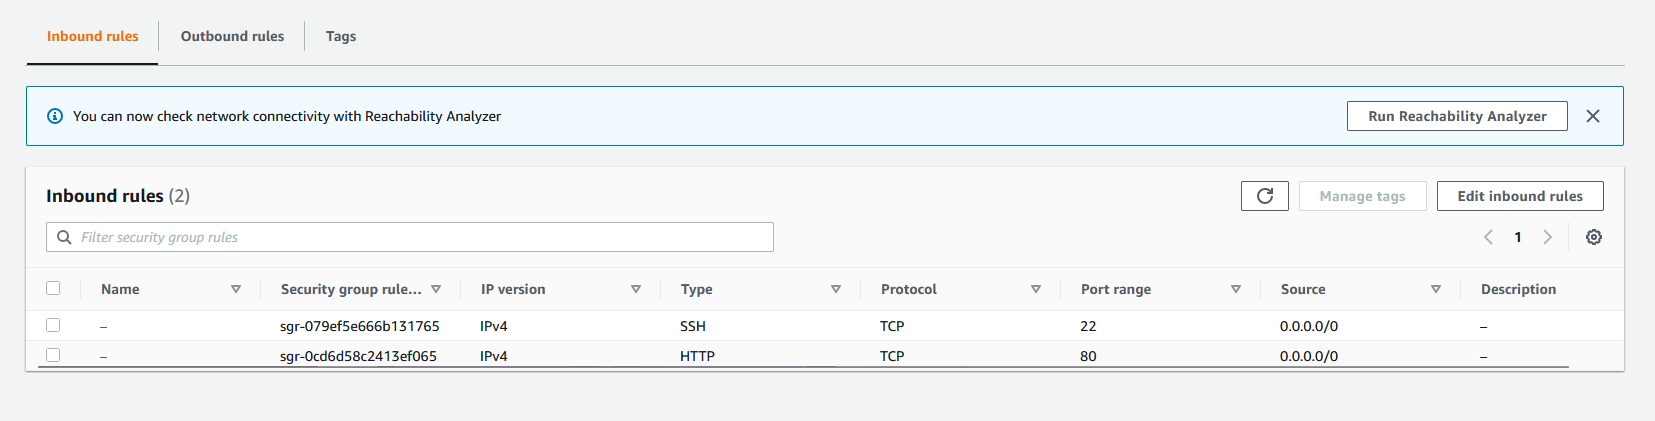 Inbound rules Outbound rules Tags
You can now check network connectivity with Reachability Analyzer Run Reachability Analyzer
Inbound rules (2) Manage tags Edit inbound rules
Filter security group rules 1
Name Security group rule... IP version Type Protocol Port range Source Description
– sgr-079ef5e666b131765 IPv4 SSH TCP 22 0.0.0.0/0 –
– sgr-0cd6d58c2413ef065 IPv4 HTTP TCP 80 0.0.0.0/0 –